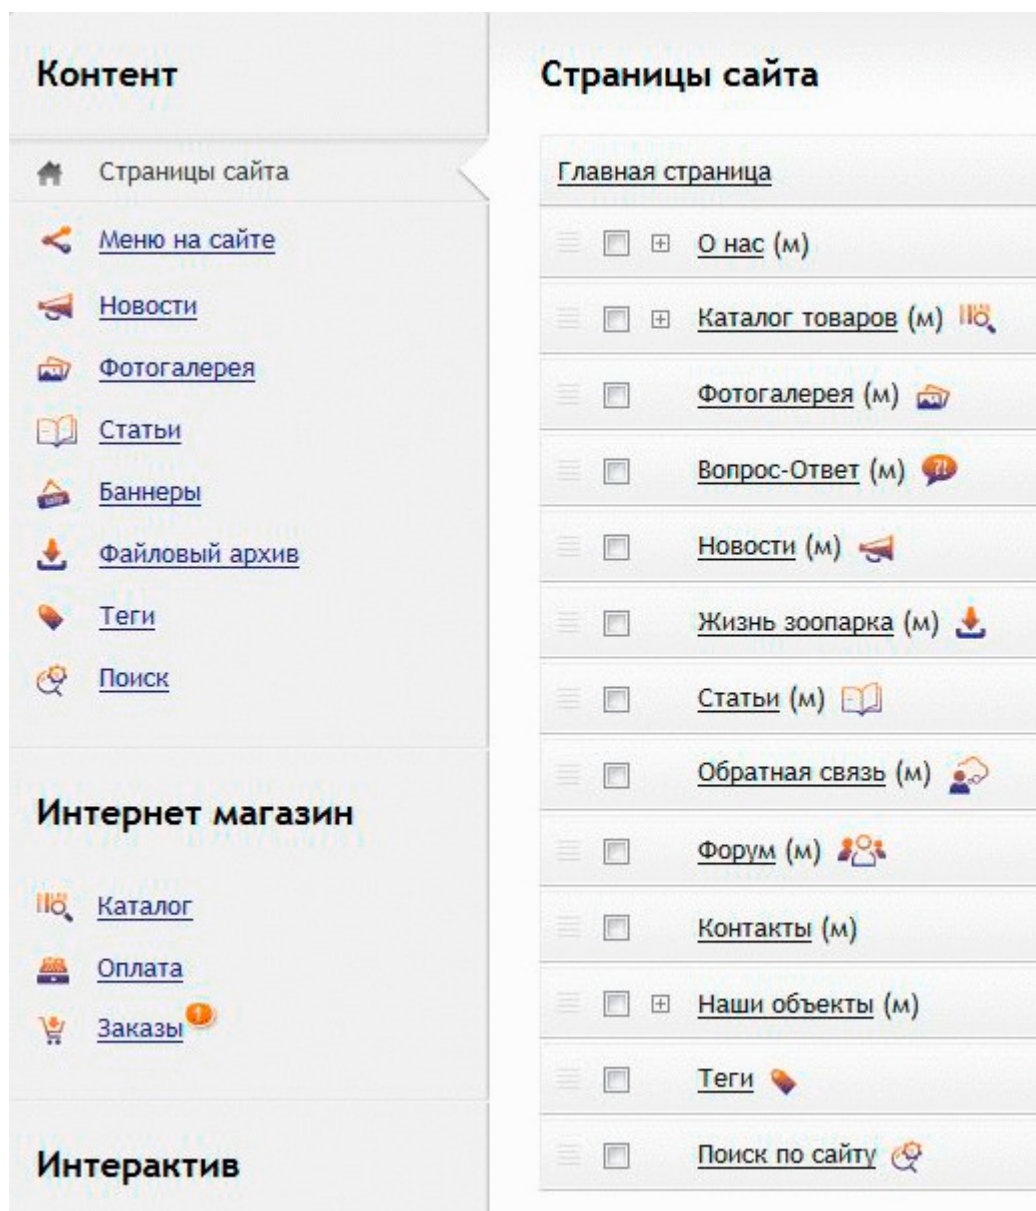 Контент
Страницы сайта
Меню на сайте
Новости
Фотогалерея
Статьи
Баннеры
Файловый архив
Теги
Поиск
Интернет магазин
Каталог
Оплата
Заказы 1
Интерактив
Страницы сайта
Главная страница
О нас (м)
Каталог товаров (м)
Фотогалерея (м)
Вопрос-Ответ (м) ?!
Новости (м)
Жизнь зоопарка (м)
Статьи (м)
Обратная связь (м)
Форум (м)
Контакты (м)
Наши объекты (м)
Теги
Поиск по сайту